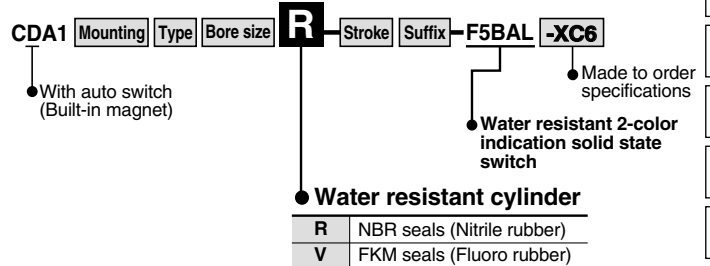 CDA1 Mounting Type Bore size R - Stroke Suffix - F5BAL -XC6
With auto switch
(Built-in magnet)
Made to order
specifications
Water resistant 2-color
indication solid state
switch
Water resistant cylinder
R NBR seals (Nitrile rubber)
V FKM seals (Fluoro rubber)